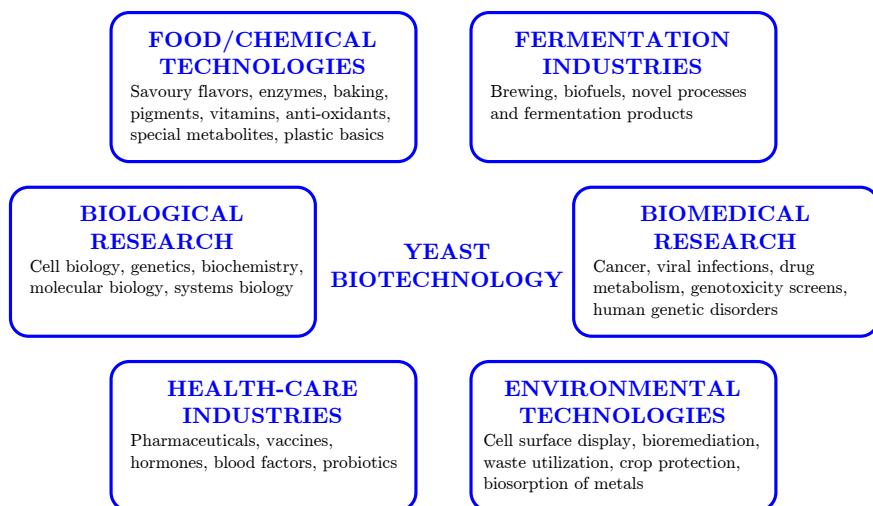 FOOD/CHEMICAL
TECHNOLOGIES
Savoury flavors, enzymes, baking,
pigments, vitamins, anti-oxidants,
special metabolites, plastic basics
FERMENTATION
INDUSTRIES
Brewing, biofuels, novel processes
and fermentation products
BIOLOGICAL
RESEARCH
Cell biology, genetics, biochemistry,
molecular biology, systems biology
YEAST
BIOTECHNOLOGY
BIOMEDICAL
RESEARCH
Cancer, viral infections, drug
metabolism, genotoxicity screens,
human genetic disorders
HEALTH-CARE
INDUSTRIES
Pharmaceuticals, vaccines,
hormones, blood factors, probiotics
ENVIRONMENTAL
TECHNOLOGIES
Cell surface display, bioremediation,
waste utilization, crop protection,
biosorption of metals